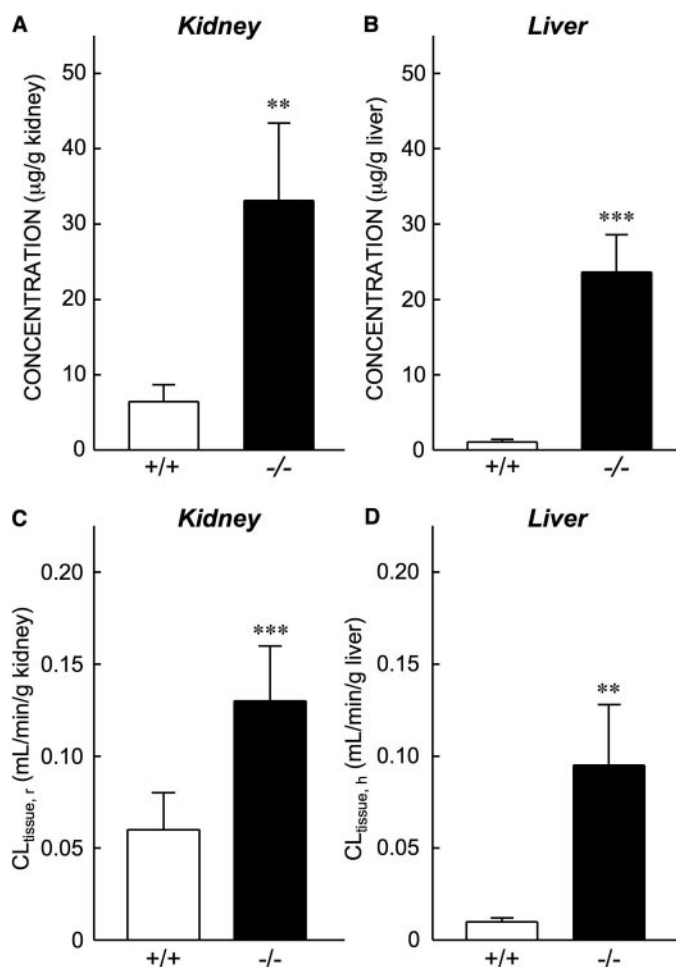 A
Kidney
CONCENTRATION (µg/g kidney)
50
40
30
20
10
0
**
+/+
-/-
B
Liver
CONCENTRATION (µg/g liver)
50
40
30
20
10
0
***
+/+
-/-
C
Kidney
CLtissue, r (mL/min/g kidney)
0.20
0.15
0.10
0.05
0
***
+/+
-/-
D
Liver
CLtissue, h (mL/min/g liver)
0.20
0.15
0.10
0.05
0
**
+/+
-/-